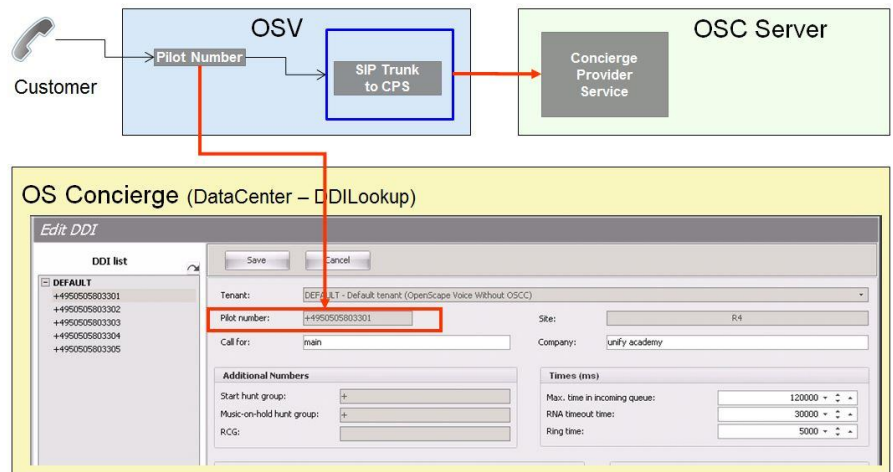 OSV
OSC Server
Customer
Pilot Number
SIP Trunk
to CPS
Concierge
Provider
Service
OS Concierge (DataCenter – DDILookup)
Edit DDI
DDI list
Save
Cancel
DEFAULT
+4950505803301
+4950505803302
+4950505803303
+4950505803304
+4950505803305
Tenant:
DEFAULT - Default tenant (OpenScape Voice Without OSCC)
Pilot number:
+4950505803301
Site:
R4
Call for:
main
Company:
unify academy
Additional Numbers
Start hunt group:
+
Music-on-hold hunt group:
+
RCG:
Times (ms)
Max. time in incoming queue:
120000
RNA timeout time:
30000
Ring time:
5000